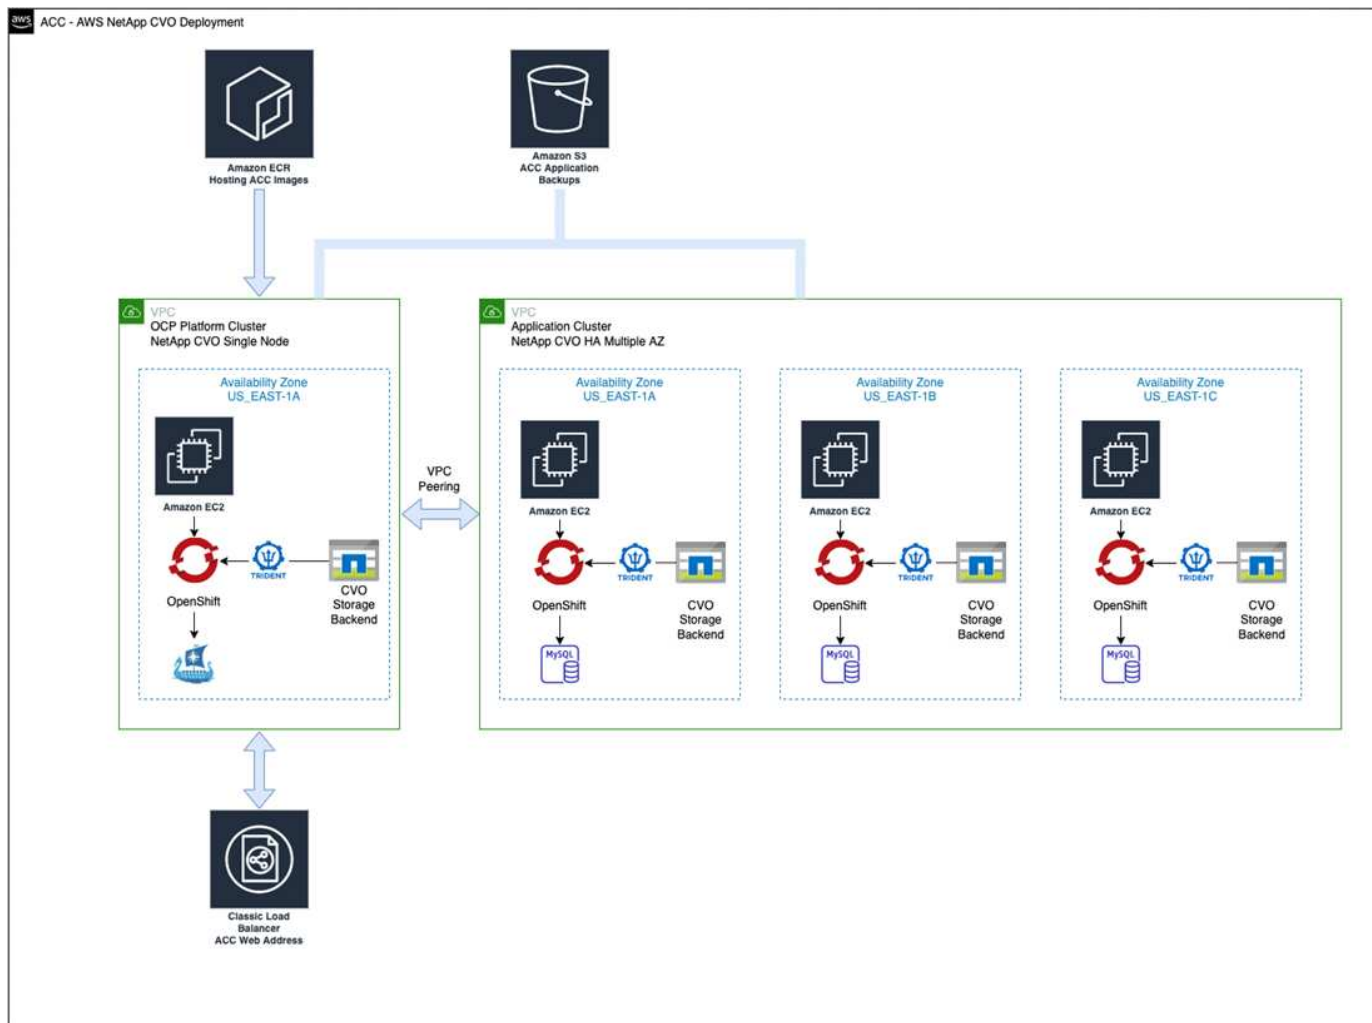 aws
ACC - AWS NetApp CVO Deployment
Amazon ECR
Hosting ACC Images
Amazon S3
ACC Application
Backups
VPC
OCP Platform Cluster
NetApp CVO Single Node
Availability Zone
US_EAST-1A
Amazon EC2
TRIDENT
OpenShift
CVO
Storage
Backend
VPC
Peering
VPC
Application Cluster
NetApp CVO HA Multiple AZ
Availability Zone
US_EAST-1A
Amazon EC2
TRIDENT
OpenShift
CVO
Storage
Backend
MySQL
Availability Zone
US_EAST-1B
Amazon EC2
TRIDENT
OpenShift
CVO
Storage
Backend
MySQL
Availability Zone
US_EAST-1C
Amazon EC2
TRIDENT
OpenShift
CVO
Storage
Backend
MySQL
Classic Load
Balancer
ACC Web Address